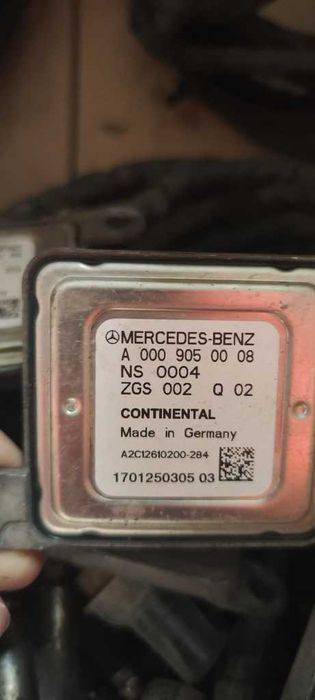 MERCEDES-BENZ
A 000 905 00 08
NS 0004
ZGS 002 Q 02
CONTINENTAL
Made in Germany
A2C12610200-284
1701250305 03